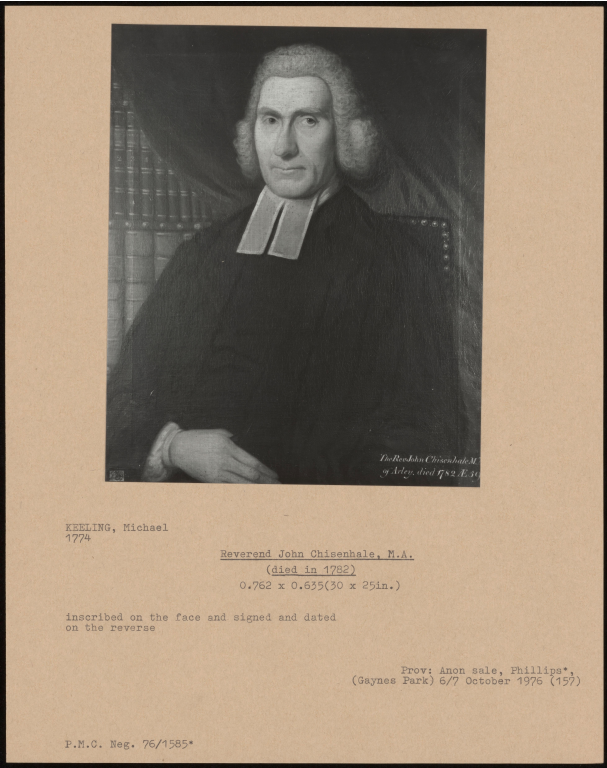 The Rev.d John Chisenhale M.
of Arley, died 1782 Æ
KEELING, Michael
1774
Reverend John Chisenhale, M.A.
(died in 1782)
0.762 x 0.635(30 x 25in.)
inscribed on the face and signed and dated
on the reverse
Prov: Anon sale, Phillips*,
(Gaynes Park) 6/7 October 1976 (157)
P.M.C. Neg. 76/1585*